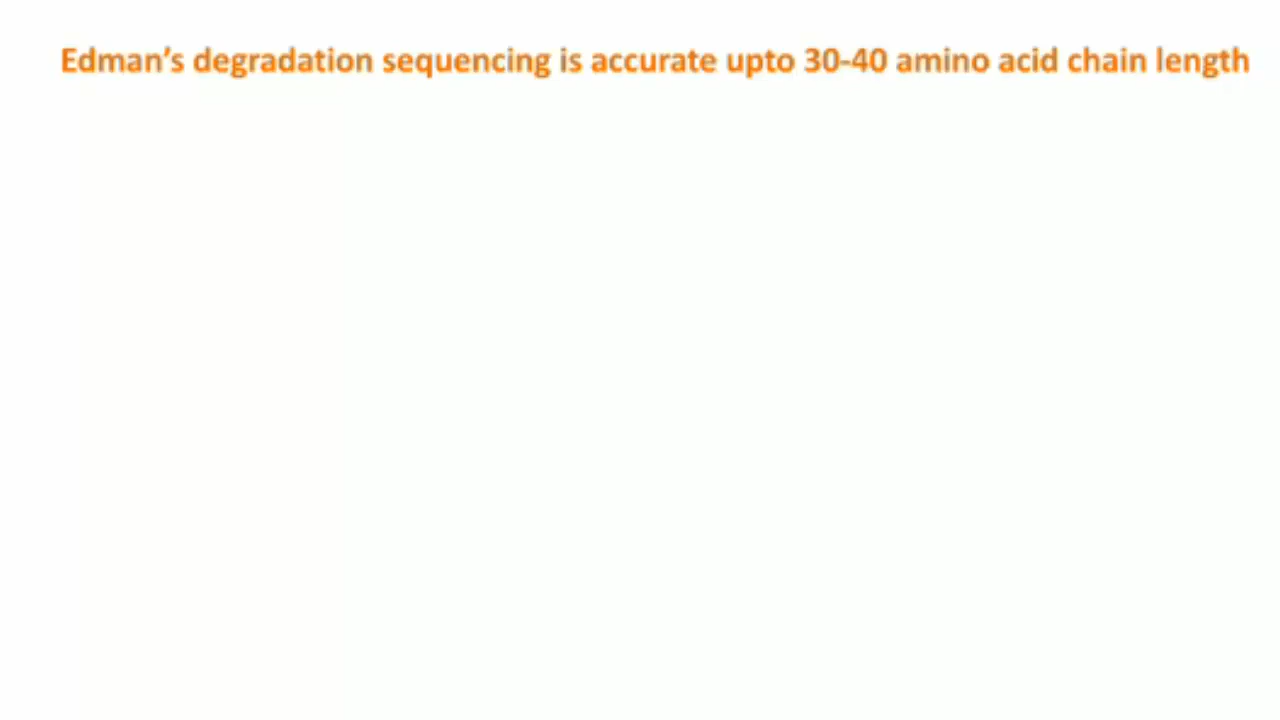 Edman’s degradation sequencing is accurate upto 30-40 amino acid chain length